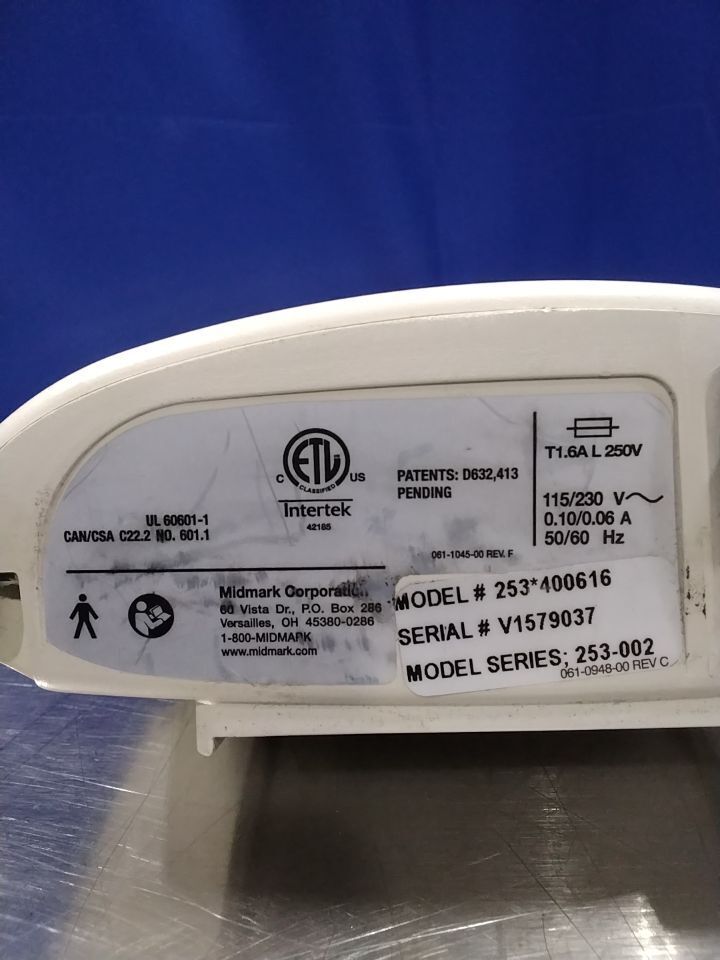 UL 60601-1
CAN/CSA C22.2 NO. 601.1
ETL
CLASSIFIED
C US
Intertek
42185
PATENTS: D632,413
PENDING
T1.6A L 250V
115/230 V
0.10/0.06 A
50/60 Hz
061-1045-00 REV. F
Midmark Corporation
60 Vista Dr., P.O. Box 286
Versailles, OH 45380-0286
1-800-MIDMARK
www.midmark.com
MODEL # 253*400616
SERIAL # V1579037
MODEL SERIES; 253-002
061-0948-00 REV C